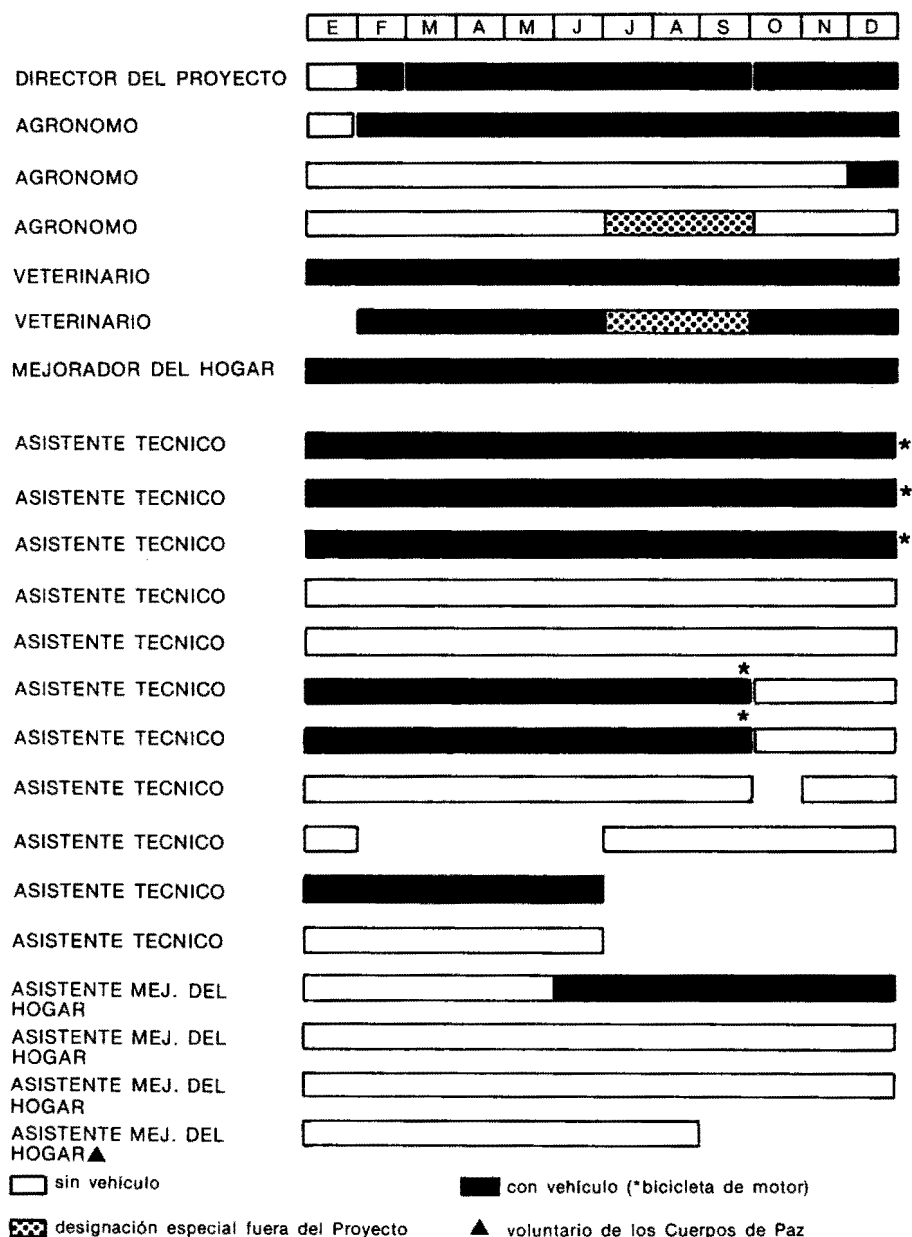 E F M A M J J A S O N D
DIRECTOR DEL PROYECTO
AGRONOMO
AGRONOMO
AGRONOMO
VETERINARIO
VETERINARIO
MEJORADOR DEL HOGAR
ASISTENTE TECNICO *
ASISTENTE TECNICO *
ASISTENTE TECNICO *
ASISTENTE TECNICO
ASISTENTE TECNICO
ASISTENTE TECNICO *
ASISTENTE TECNICO *
ASISTENTE TECNICO
ASISTENTE TECNICO
ASISTENTE TECNICO
ASISTENTE TECNICO
ASISTENTE MEJ. DEL
HOGAR
ASISTENTE MEJ. DEL
HOGAR
ASISTENTE MEJ. DEL
HOGAR
ASISTENTE MEJ. DEL
HOGAR▲
sin vehículo
con vehículo (*bicicleta de motor)
designación especial fuera del Proyecto
▲ voluntario de los Cuerpos de Paz